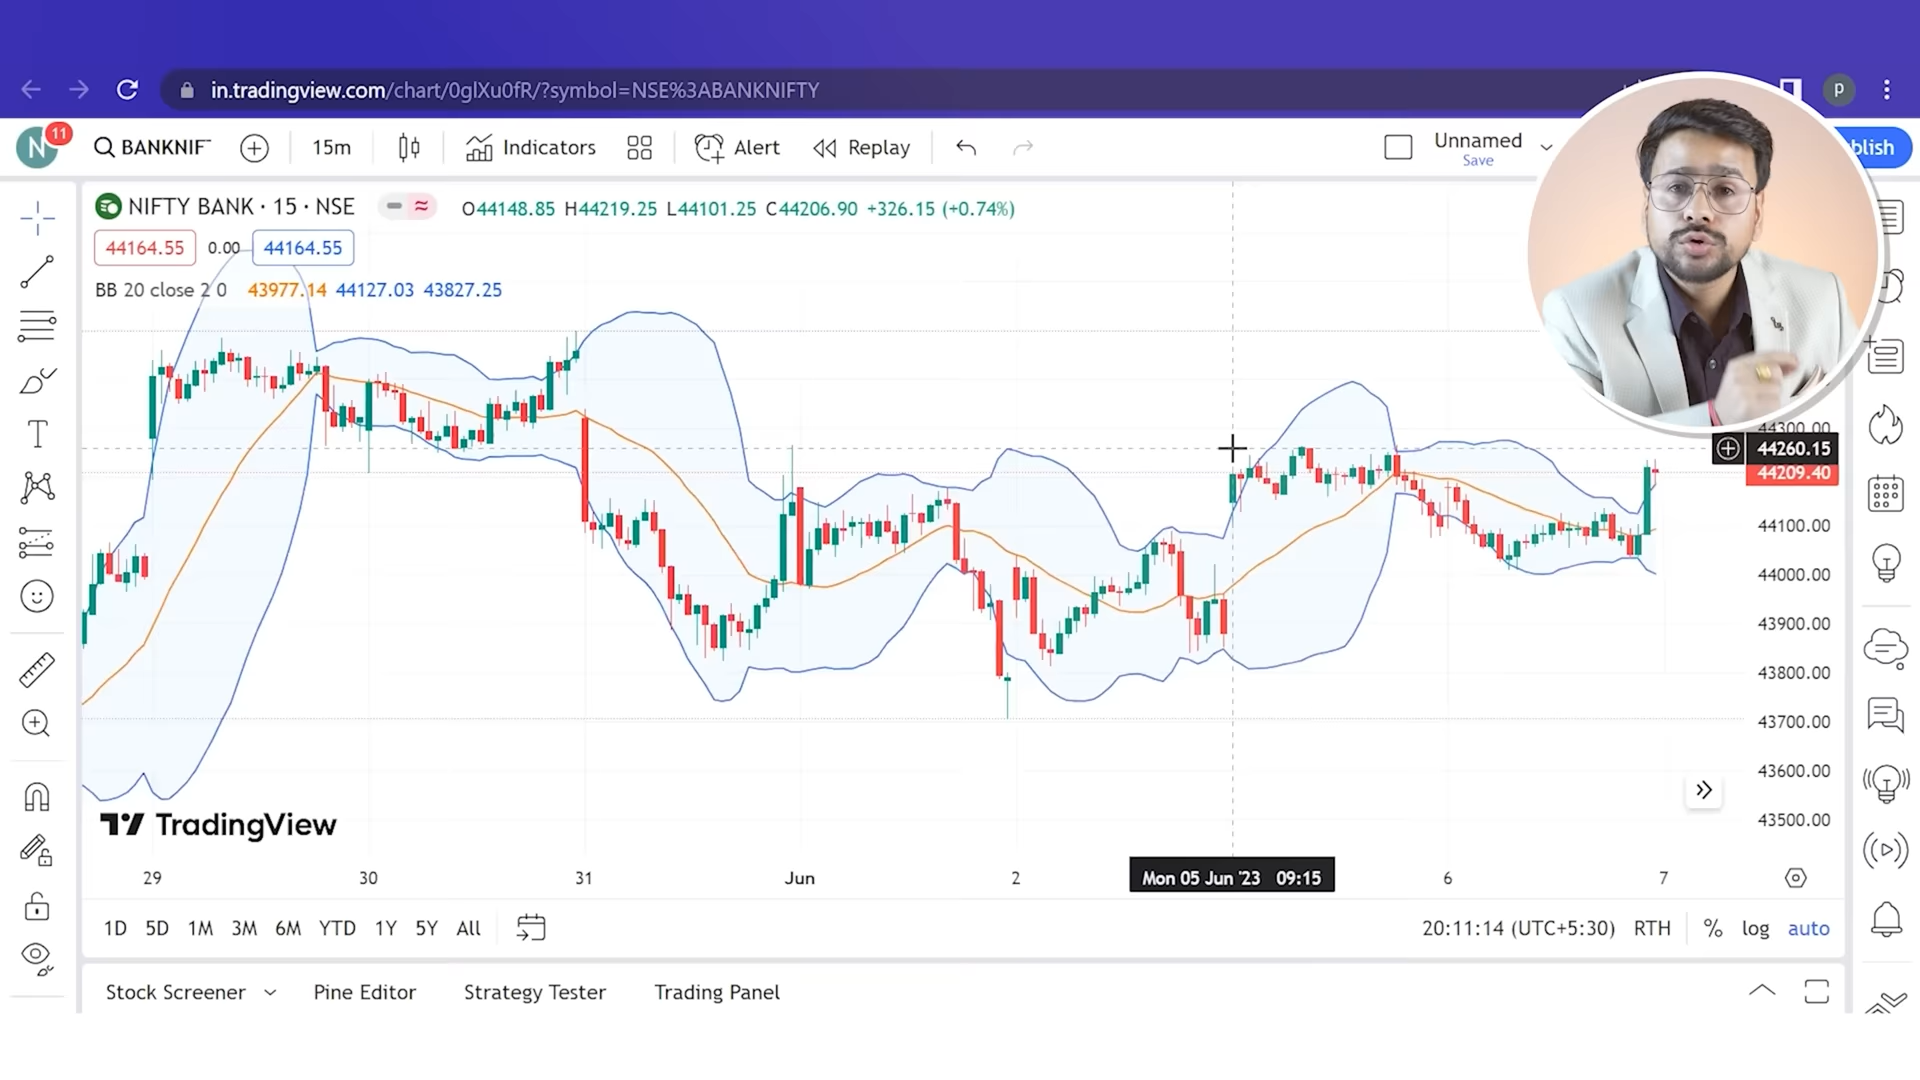 in.tradingview.com/chart/0glXu0fR/?symbol=NSE%3ABANKNIFTY
P
N 11 BANKNIF 15m Indicators Alert Replay Unnamed
Save
blish
NIFTY BANK · 15 · NSE O44148.85 H44219.25 L44101.25 C44206.90 +326.15 (+0.74%)
44164.55 0.00 44164.55
BB 20 close 2 0 43977.14 44127.03 43827.25
44300.00
44260.15
44209.40
44100.00
44000.00
43900.00
43800.00
43700.00
43600.00
43500.00
TradingView
29 30 31 Jun 2 Mon 05 Jun '23 09:15 6 7
1D 5D 1M 3M 6M YTD 1Y 5Y All 20:11:14 (UTC+5:30) RTH % log auto
Stock Screener Pine Editor Strategy Tester Trading Panel